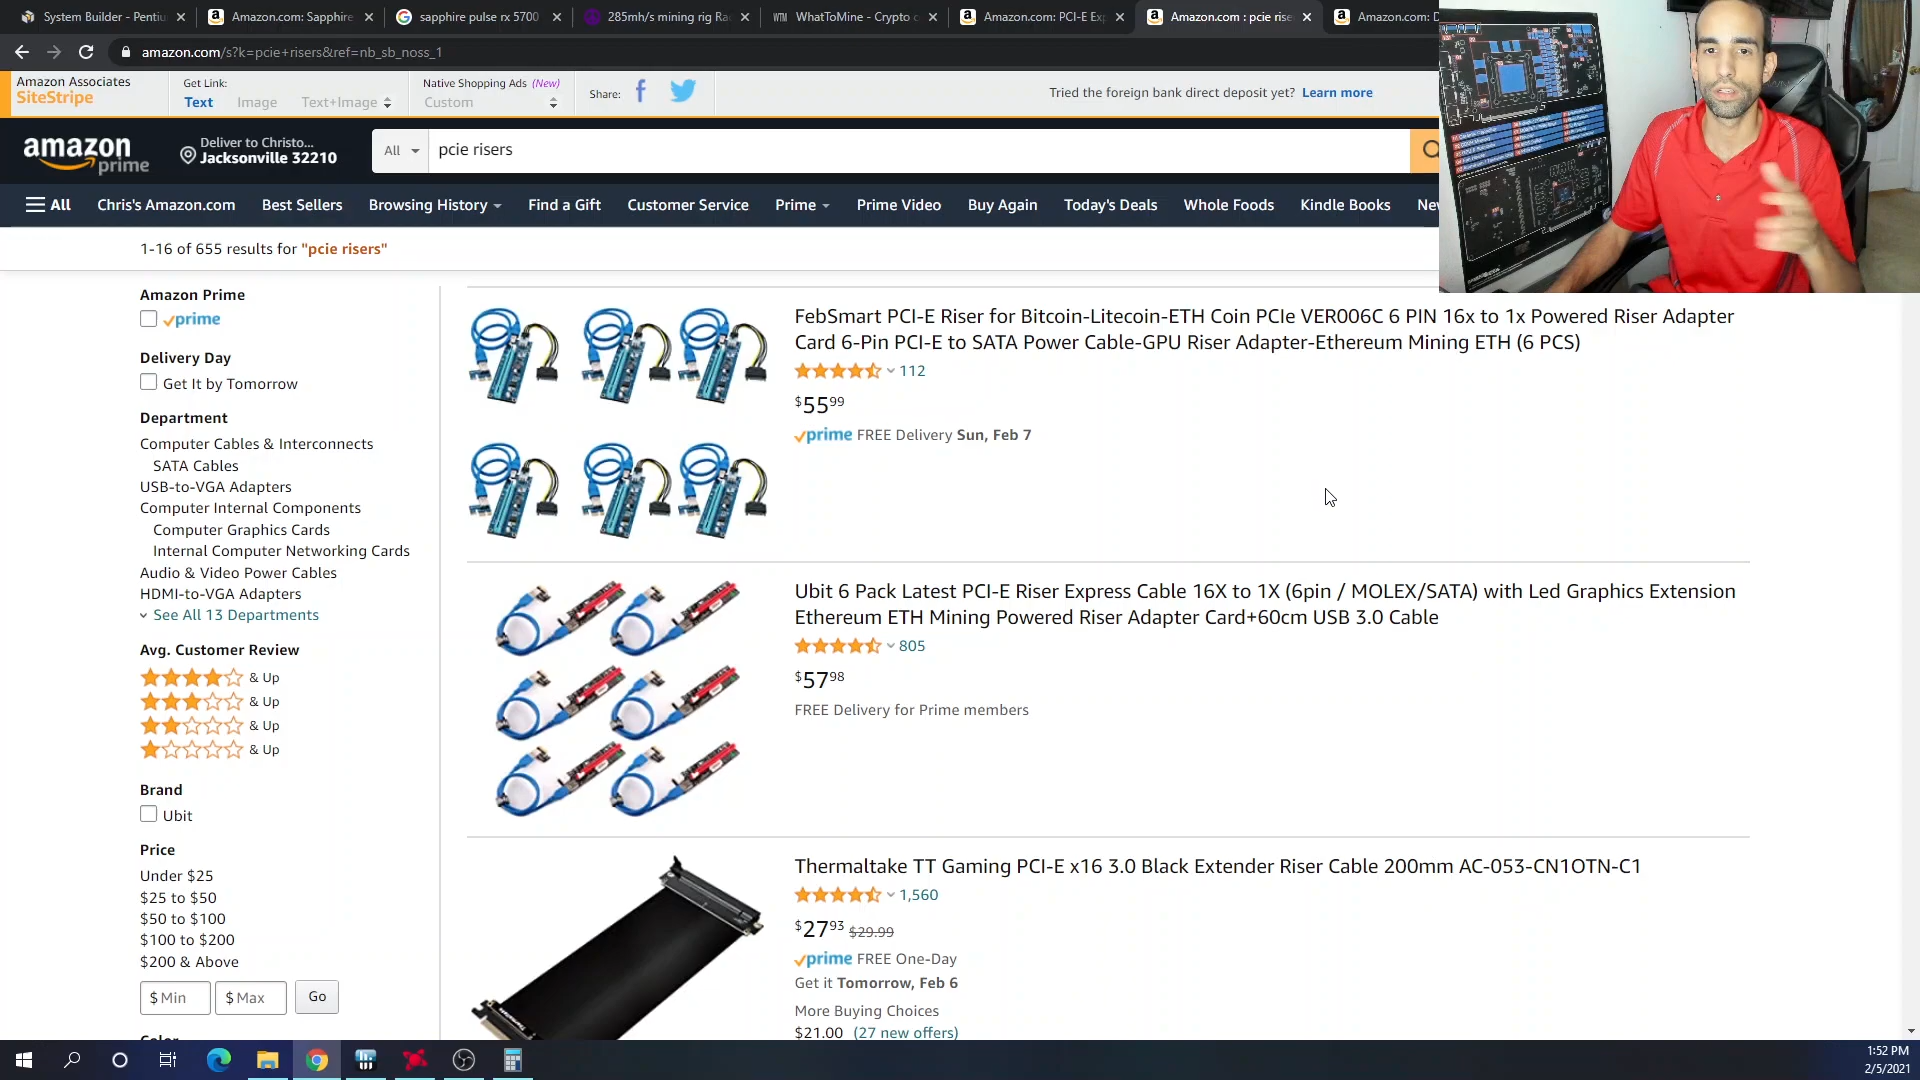 System Builder - Pentiu
Amazon.com: Sapphire
sapphire pulse rx 5700
285mh/s mining rig Ra
WTM
WhatToMine - Crypto c
Amazon.com: PCI-E Exp
Amazon.com : pcie rise
Amazon.com: D
amazon.com/s?k=pcie+risers&ref=nb_sb_noss_1
Amazon Associates
SiteStripe
Get Link:
Text Image Text+Image
Native Shopping Ads (New)
Custom
Share:
Tried the foreign bank direct deposit yet? Learn more
amazon
prime
Deliver to Christo...
Jacksonville 32210
All
pcie risers
All
Chris's Amazon.com
Best Sellers
Browsing History
Find a Gift
Customer Service
Prime
Prime Video
Buy Again
Today's Deals
Whole Foods
Kindle Books
New
1-16 of 655 results for "pcie risers"
Amazon Prime
prime
Delivery Day
Get It by Tomorrow
Department
Computer Cables & Interconnects
SATA Cables
USB-to-VGA Adapters
Computer Internal Components
Computer Graphics Cards
Internal Computer Networking Cards
Audio & Video Power Cables
HDMI-to-VGA Adapters
See All 13 Departments
Avg. Customer Review
& Up
& Up
& Up
& Up
Brand
Ubit
Price
Under $25
$25 to $50
$50 to $100
$100 to $200
$200 & Above
$ Min
$ Max
Go
Color
FebSmart PCI-E Riser for Bitcoin-Litecoin-ETH Coin PCIe VER006C 6 PIN 16x to 1x Powered Riser Adapter
Card 6-Pin PCI-E to SATA Power Cable-GPU Riser Adapter-Ethereum Mining ETH (6 PCS)
112
$55 99
prime FREE Delivery Sun, Feb 7
Ubit 6 Pack Latest PCI-E Riser Express Cable 16X to 1X (6pin / MOLEX/SATA) with Led Graphics Extension
Ethereum ETH Mining Powered Riser Adapter Card+60cm USB 3.0 Cable
805
$57 98
FREE Delivery for Prime members
Thermaltake TT Gaming PCI-E x16 3.0 Black Extender Riser Cable 200mm AC-053-CN1OTN-C1
1,560
$27 93 $29.99
prime FREE One-Day
Get it Tomorrow, Feb 6
More Buying Choices
$21.00 (27 new offers)
1:52 PM
2/5/2021